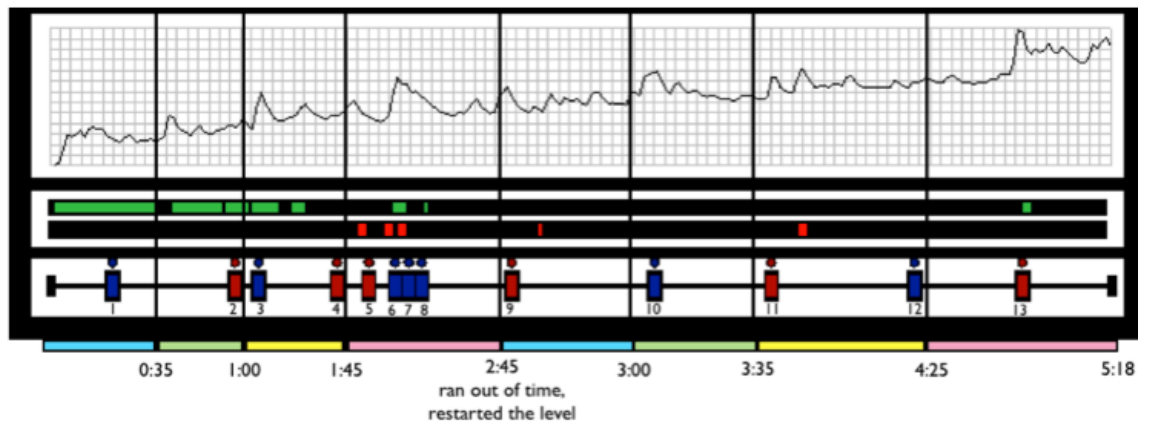 1 2 3 4 5 6 7 8 9 10 11 12 13
0:35 1:00 1:45 2:45 3:00 3:35 4:25 5:18
ran out of time,
restarted the level